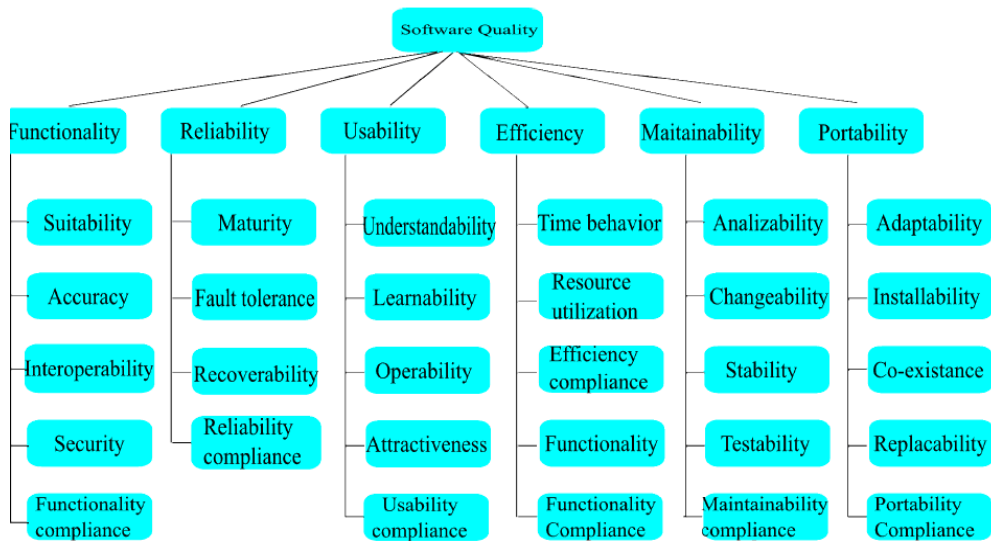 Software Quality
Functionality
Reliability
Usability
Efficiency
Maitainability
Portability
Suitability
Accuracy
Interoperability
Security
Functionality
compliance
Maturity
Fault tolerance
Recoverability
Reliability
compliance
Understandability
Learnability
Operability
Attractiveness
Usability
compliance
Time behavior
Resource
utilization
Efficiency
compliance
Functionality
Functionality
Compliance
Analizability
Changeability
Stability
Testability
Maintainability
compliance
Adaptability
Installability
Co-existance
Replacability
Portability
Compliance